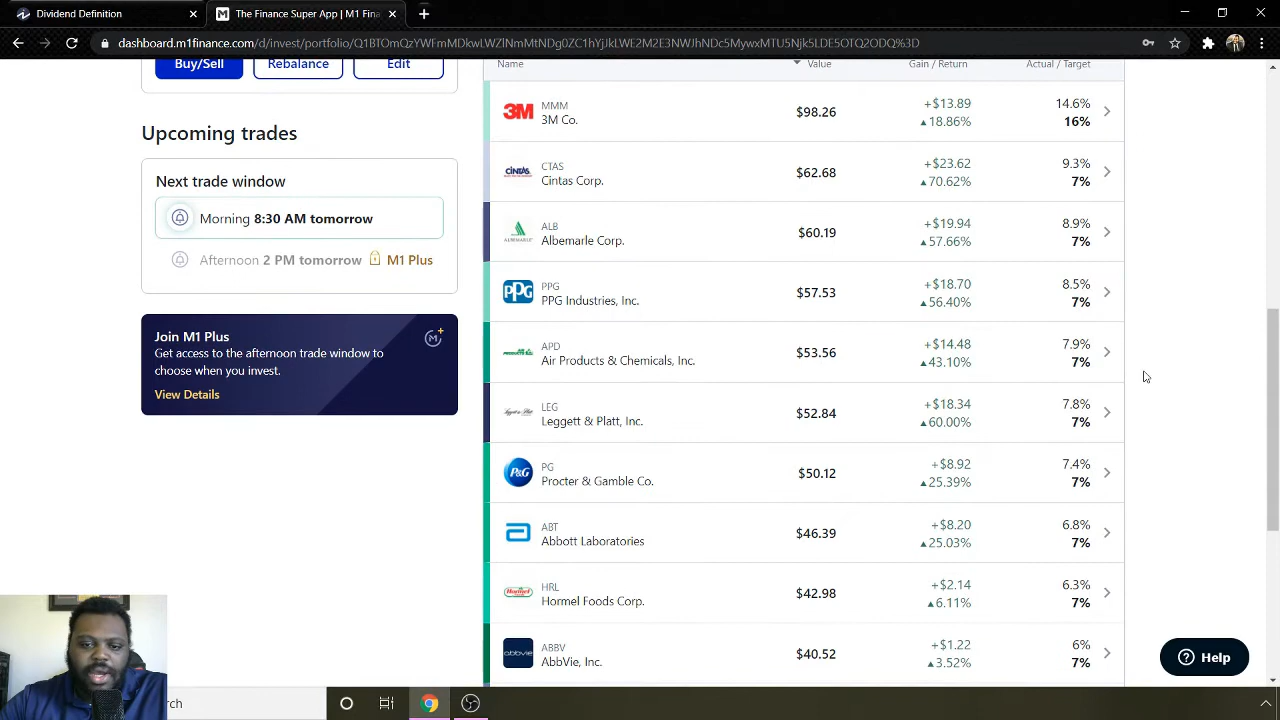 Dividend Definition
The Finance Super App | M1 Fina
dashboard.m1finance.com/d/invest/portfolio/Q1BTOmQzYWFmMDkwLWZlNmMtNDg0ZC1hYjJkLWE2M2E3NWJhNDc5MywxMTU5Njk5LDE5OTQ2ODQ%3D
Buy/Sell
Rebalance
Edit
Name
Value
Gain / Return
Actual / Target
3M
MMM
3M Co.
$98.26
+$13.89
▲18.86%
14.6%
16%
Upcoming trades
Next trade window
Morning 8:30 AM tomorrow
Afternoon 2 PM tomorrow M1 Plus
Join M1 Plus
Get access to the afternoon trade window to
choose when you invest.
View Details
CINTAS
CTAS
Cintas Corp.
$62.68
+$23.62
▲70.62%
9.3%
7%
ALBEMARLE
ALB
Albemarle Corp.
$60.19
+$19.94
▲57.66%
8.9%
7%
PPG
PPG
PPG Industries, Inc.
$57.53
+$18.70
▲56.40%
8.5%
7%
APD
Air Products & Chemicals, Inc.
$53.56
+$14.48
▲43.10%
7.9%
7%
Leggett & Platt
LEG
Leggett & Platt, Inc.
$52.84
+$18.34
▲60.00%
7.8%
7%
P&G
PG
Procter & Gamble Co.
$50.12
+$8.92
▲25.39%
7.4%
7%
ABT
Abbott Laboratories
$46.39
+$8.20
▲25.03%
6.8%
7%
Hormel
HRL
Hormel Foods Corp.
$42.98
+$2.14
▲6.11%
6.3%
7%
abbvie
ABBV
AbbVie, Inc.
$40.52
+$1.22
▲3.52%
6%
7%
Help
rch